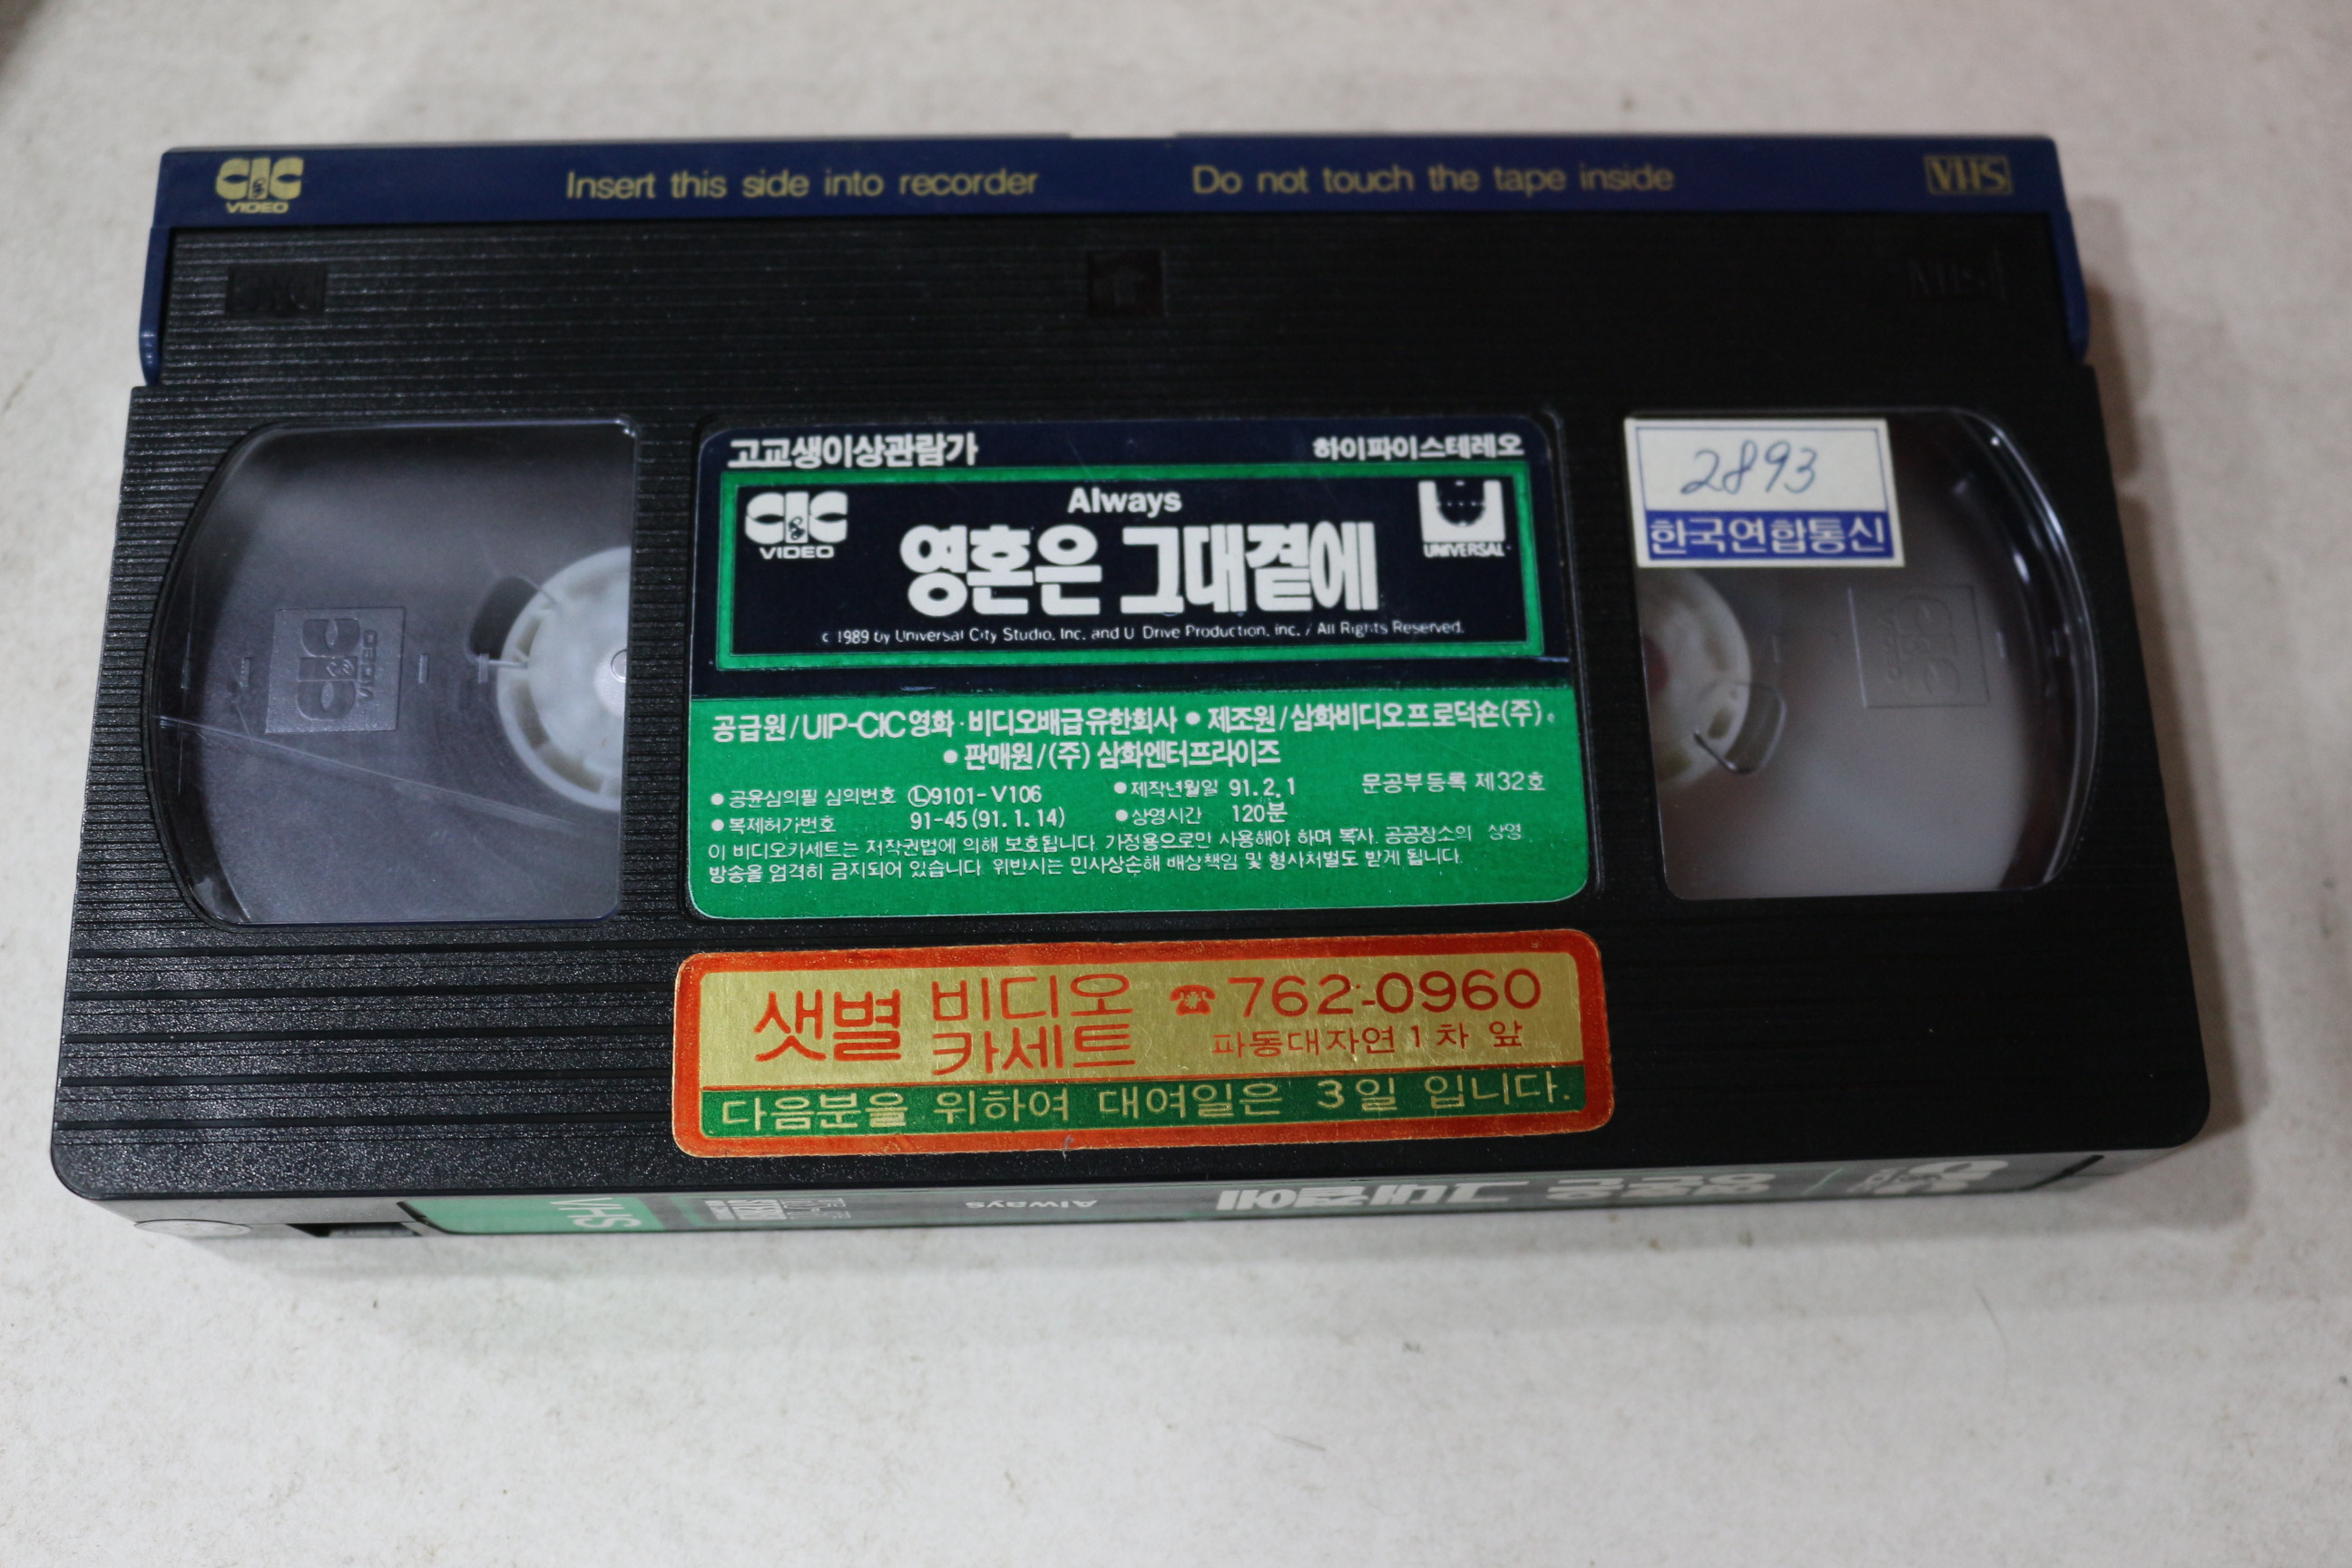 CIC VIDEO
Insert this side into recorder
Do not touch the tape inside
VHS
고교생이상관람가
하이파이스테레오
CIC VIDEO
Always
영혼은 그대곁에
UNIVERSAL
c 1989 by Universal City Studio, Inc. and U Drive Production, inc. / All Rights Reserved.
공급원/UIP-CIC영화·비디오배급유한회사 ● 제조원/삼화비디오프로덕숀(주)
● 판매원/(주) 삼화엔터프라이즈
● 공윤심의필 심의번호 Ⓛ9101-V106
● 제작년월일 91.2.1
문공부등록 제32호
● 복제허가번호 91-45(91.1.14)
● 상영시간 120분
이 비디오카세트는 저작권법에 의해 보호됩니다. 가정용으로만 사용해야 하며 복사. 공공장소의 상영.
방송을 엄격히 금지되어 있습니다. 위반시는 민사상손해 배상책임 및 형사처벌도 받게 됩니다.
2893
한국연합통신
샛별 비디오 카세트
☎762-0960
파동대자연1차 앞
다음분을 위하여 대여일은 3일 입니다.
VHS
Always
영혼은 그대곁에